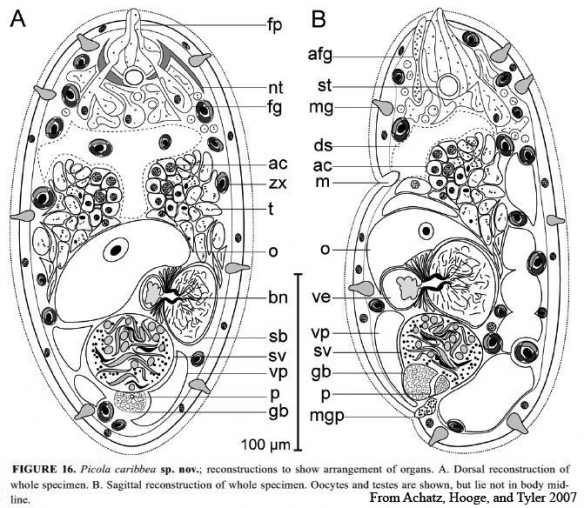 A
B
fp
afg
nt
st
fg
mg
ds
ac
ac
zx
m
t
o
o
bn
ve
sb
vp
sv
sv
vp
gb
p
p
gb
mgp
100 µm
FIGURE 16. Picola caribbea sp. nov.; reconstructions to show arrangement of organs. A. Dorsal reconstruction of
whole specimen. B. Sagittal reconstruction of whole specimen. Oocytes and testes are shown, but lie not in body mid-
line.
From Achatz, Hooge, and Tyler 2007